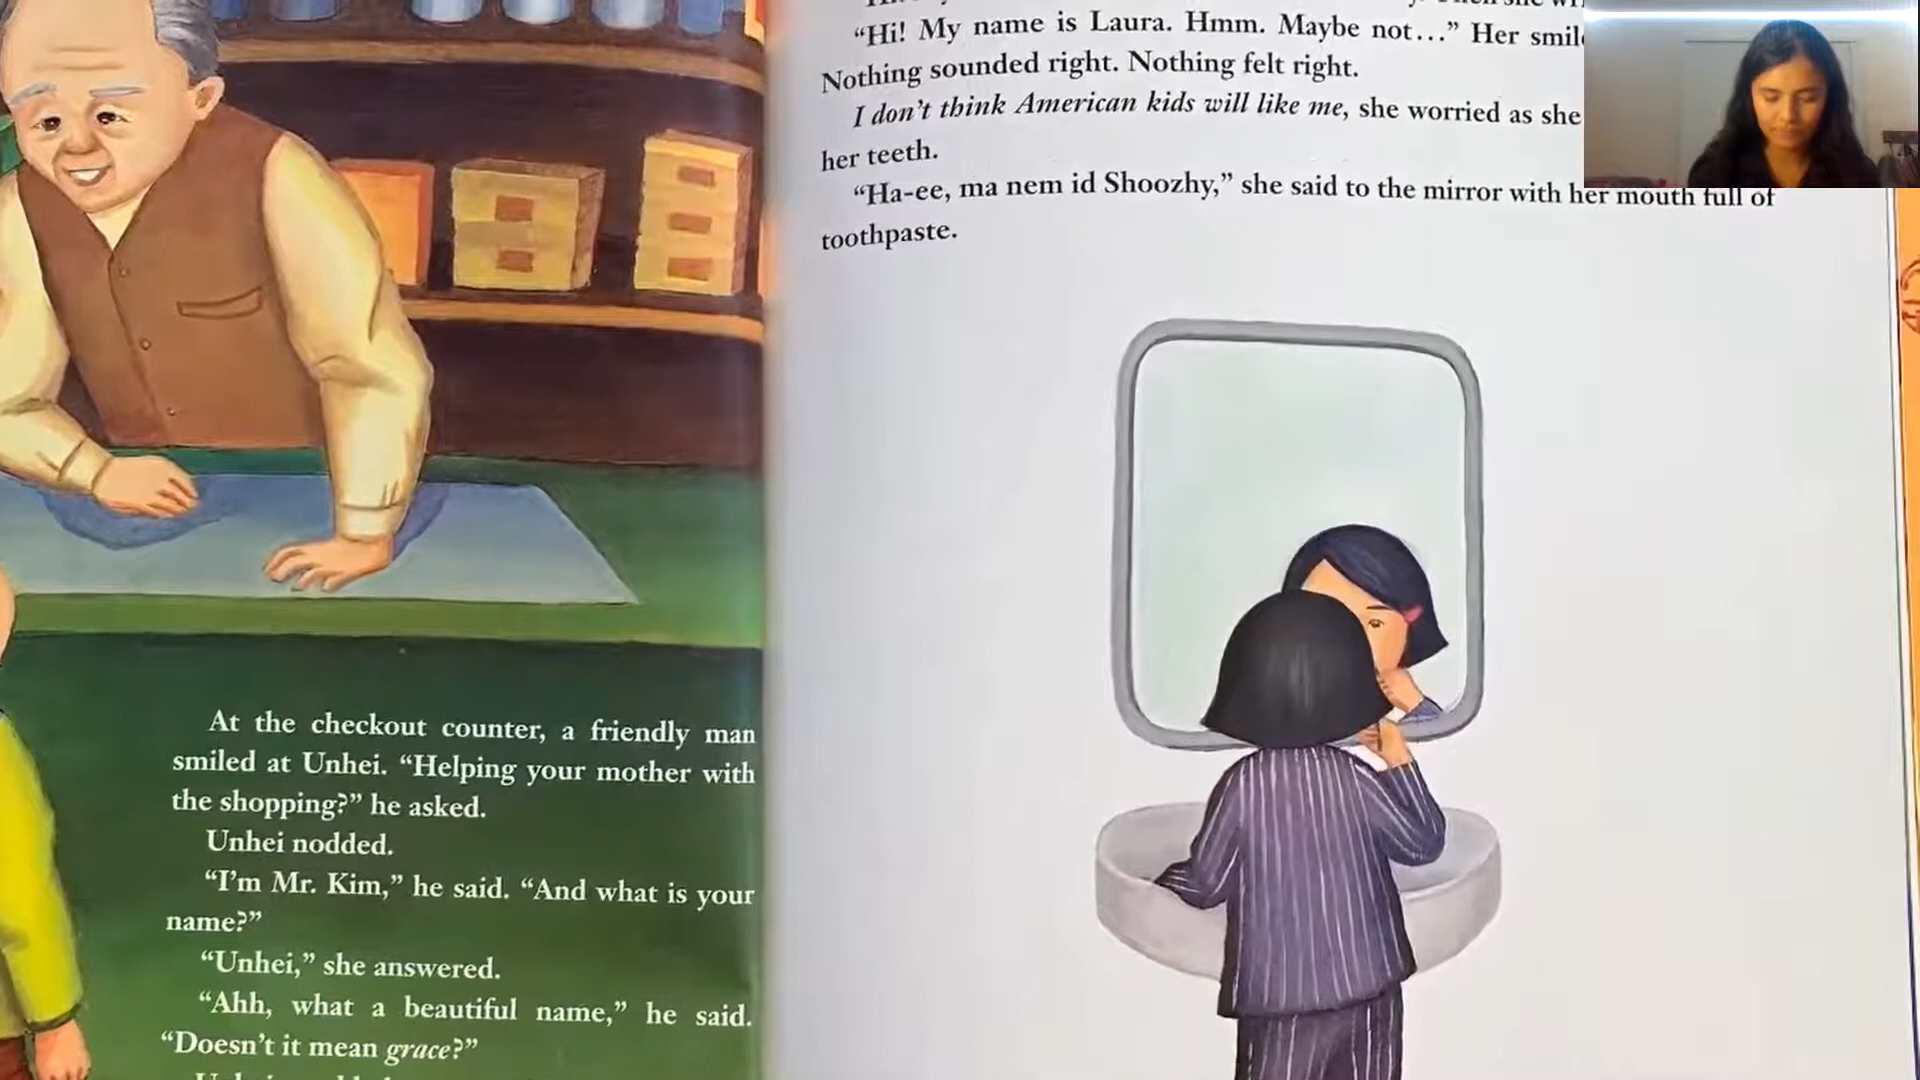 At the checkout counter, a friendly man
smiled at Unhei. “Helping your mother with
the shopping?” he asked.
Unhei nodded.
“I’m Mr. Kim,” he said. “And what is your
name?”
“Unhei,” she answered.
“Ahh, what a beautiful name,” he said.
“Doesn’t it mean grace?”
“Hi! My name is Laura. Hmm. Maybe not…” Her
Nothing sounded right. Nothing felt right.
I don’t think American kids will like me, she worried as she
her teeth.
“Ha-ee, ma nem id Shoozhy,” she said to the mirror with her mouth full of
toothpaste.